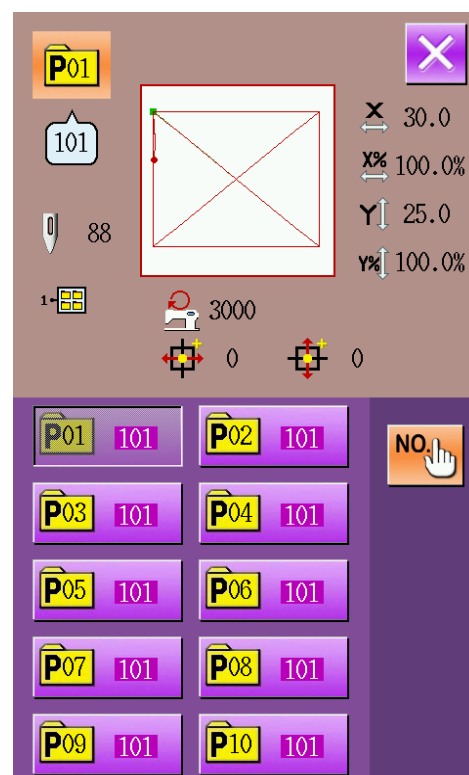 P01
101
X 30.0
X% 100.0%
88
Y 25.0
Y% 100.0%
1-
3000
0 0
P01 101 P02 101
NO.
P03 101 P04 101
P05 101 P06 101
P07 101 P08 101
P09 101 P10 101